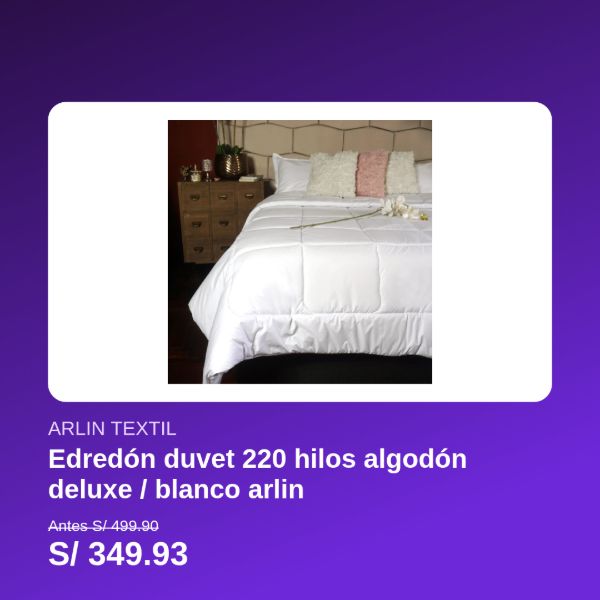 ARLIN TEXTIL
Edredón duvet 220 hilos algodón
deluxe / blanco arlin
Antes S/ 499.90
S/ 349.93